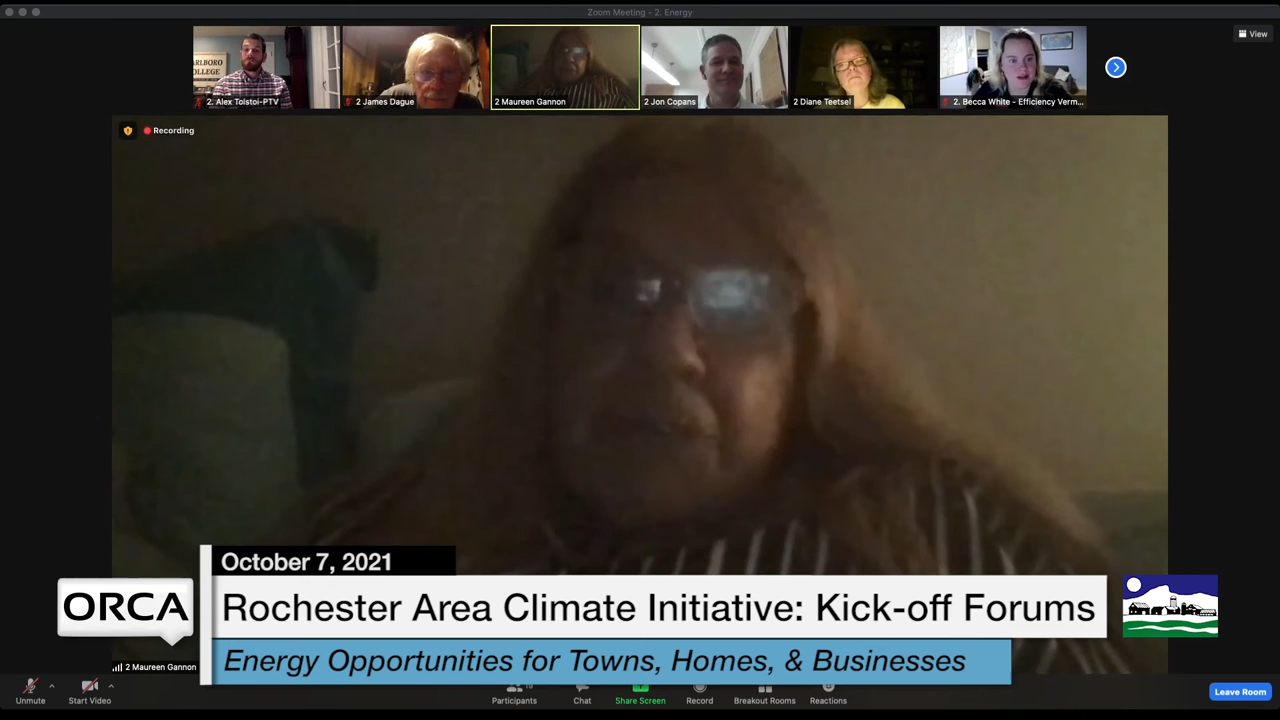 Zoom Meeting - 2. Energy
View
ARLBORO
COLLEGE
2. Alex Tolstoi-PTV
2 James Dague
2 Maureen Gannon
2 Jon Copans
2 Diane Teetsel
2. Becca White - Efficiency Verm...
Recording
October 7, 2021
ORCA
Rochester Area Climate Initiative: Kick-off Forums
Energy Opportunities for Towns, Homes, & Businesses
2 Maureen Gannon
Unmute
Start Video
Participants
Chat
Share Screen
Record
Breakout Rooms
Reactions
Leave Room